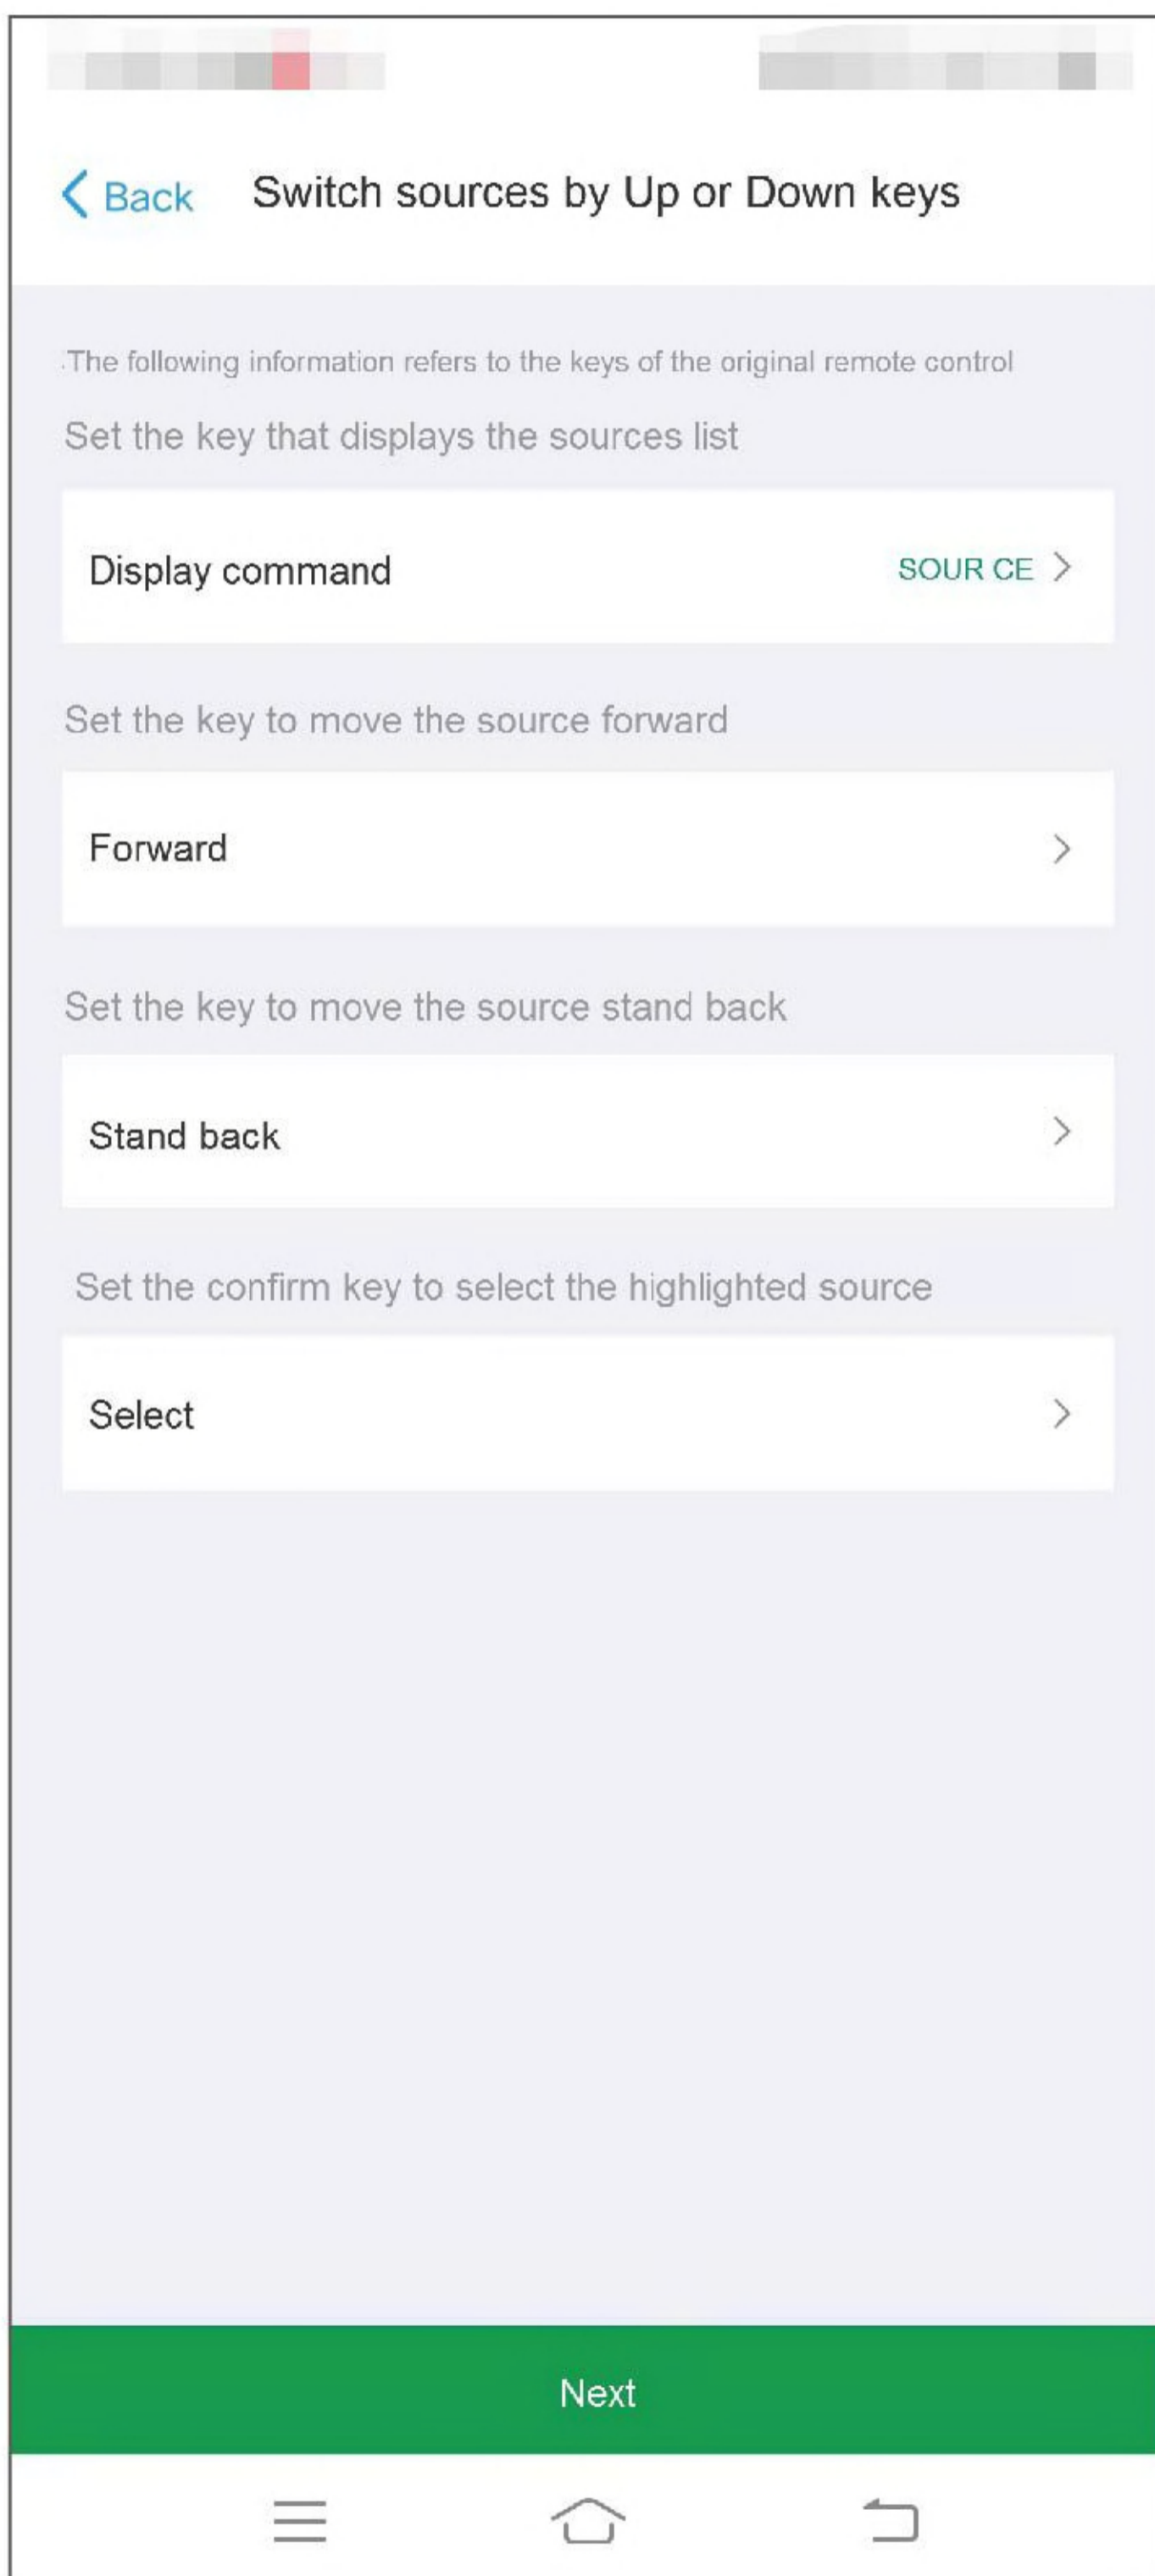 Back Switch sources by Up or Down keys
The following information refers to the keys of the original remote control
Set the key that displays the sources list
Display command SOUR CE
Set the key to move the source forward
Forward
Set the key to move the source stand back
Stand back
Set the confirm key to select the highlighted source
Select
Next